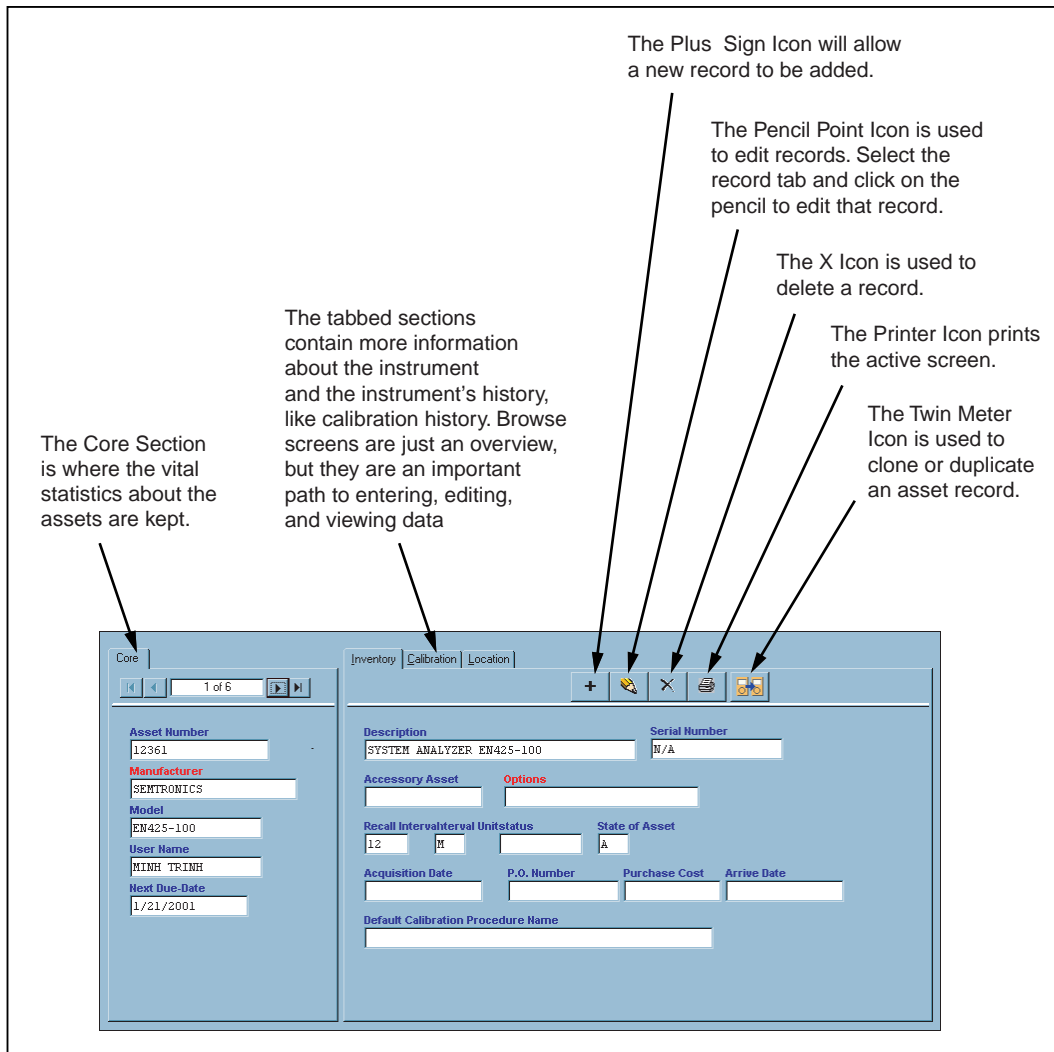 The Plus Sign Icon will allow
a new record to be added.
The Pencil Point Icon is used
to edit records. Select the
record tab and click on the
pencil to edit that record.
The X Icon is used to
delete a record.
The tabbed sections
contain more information
about the instrument
and the instrument's history,
like calibration history. Browse
screens are just an overview,
but they are an important
path to entering, editing,
and viewing data
The Printer Icon prints
the active screen.
The Twin Meter
Icon is used to
clone or duplicate
an asset record.
The Core Section
is where the vital
statistics about the
assets are kept.
Core
1 of 6
Asset Number
12361
Manufacturer
SEMTRONICS
Model
EN425-100
User Name
MINH TRINH
Next Due-Date
1/21/2001
Inventory Calibration Location
Description Serial Number
SYSTEM ANALYZER EN425-100 N/A
Accessory Asset Options
Recall Intervahterval Unitstatus State of Asset
12 M A
Acquisition Date P.O. Number Purchase Cost Arrive Date
Default Calibration Procedure Name